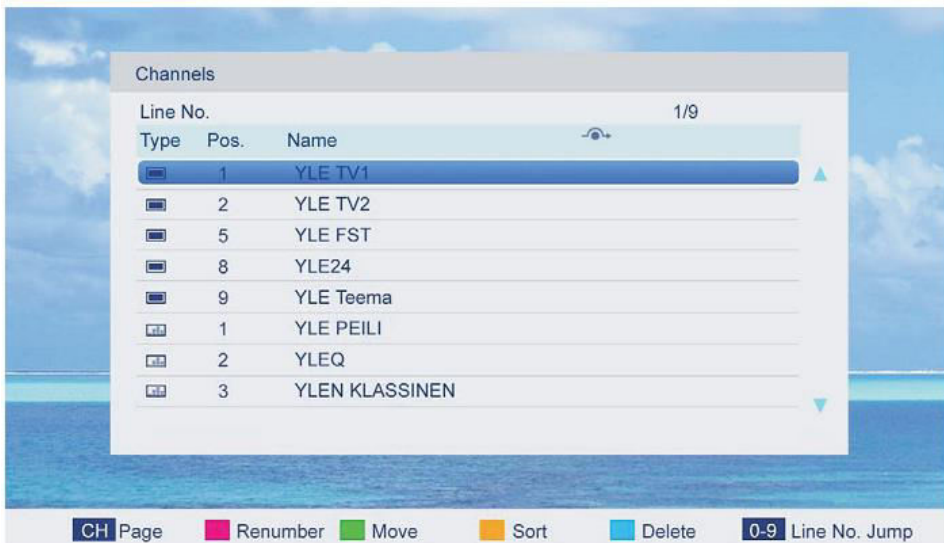 Channels
Line No. 1/9
Type Pos. Name
1 YLE TV1
2 YLE TV2
5 YLE FST
8 YLE24
9 YLE Teema
1 YLE PEILI
2 YLEQ
3 YLEN KLASSINEN
CH Page Renumber Move Sort Delete 0-9 Line No. Jump